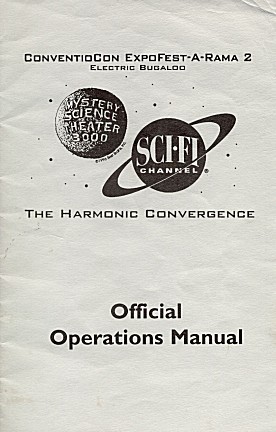 ConventioCon ExpoFest-A-Rama 2
Electric Bugaloo
MYSTERY
SCIENCE
THEATER
3000
SCI-FI
CHANNEL®
The Harmonic Convergence
Official
Operations Manual